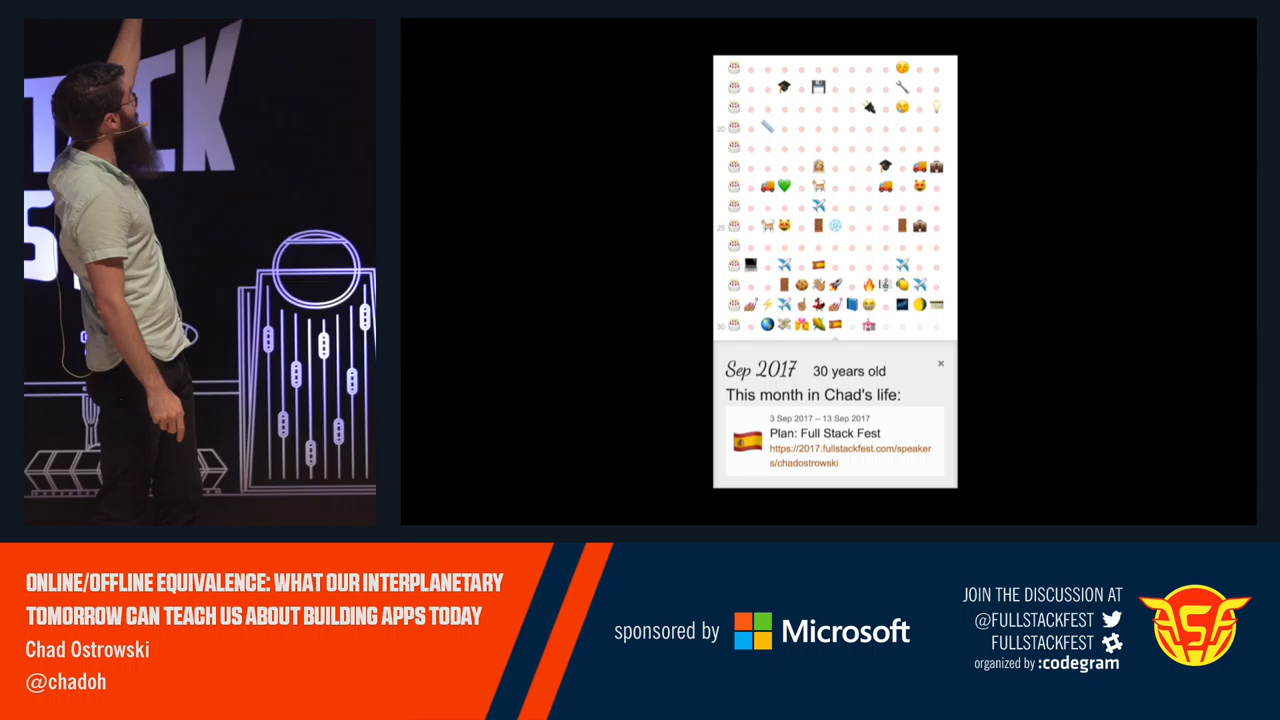 TACK
20
25
30
Sep 2017 30 years old ×
This month in Chad's life:
3 Sep 2017 – 13 Sep 2017
Plan: Full Stack Fest
https://2017.fullstackfest.com/speaker
s/chadostrowski
ONLINE/OFFLINE EQUIVALENCE: WHAT OUR INTERPLANETARY
TOMORROW CAN TEACH US ABOUT BUILDING APPS TODAY
Chad Ostrowski
@chadoh
sponsored by Microsoft
JOIN THE DISCUSSION AT
@FULLSTACKFEST
FULLSTACKFEST
organized by :codegram
FSF